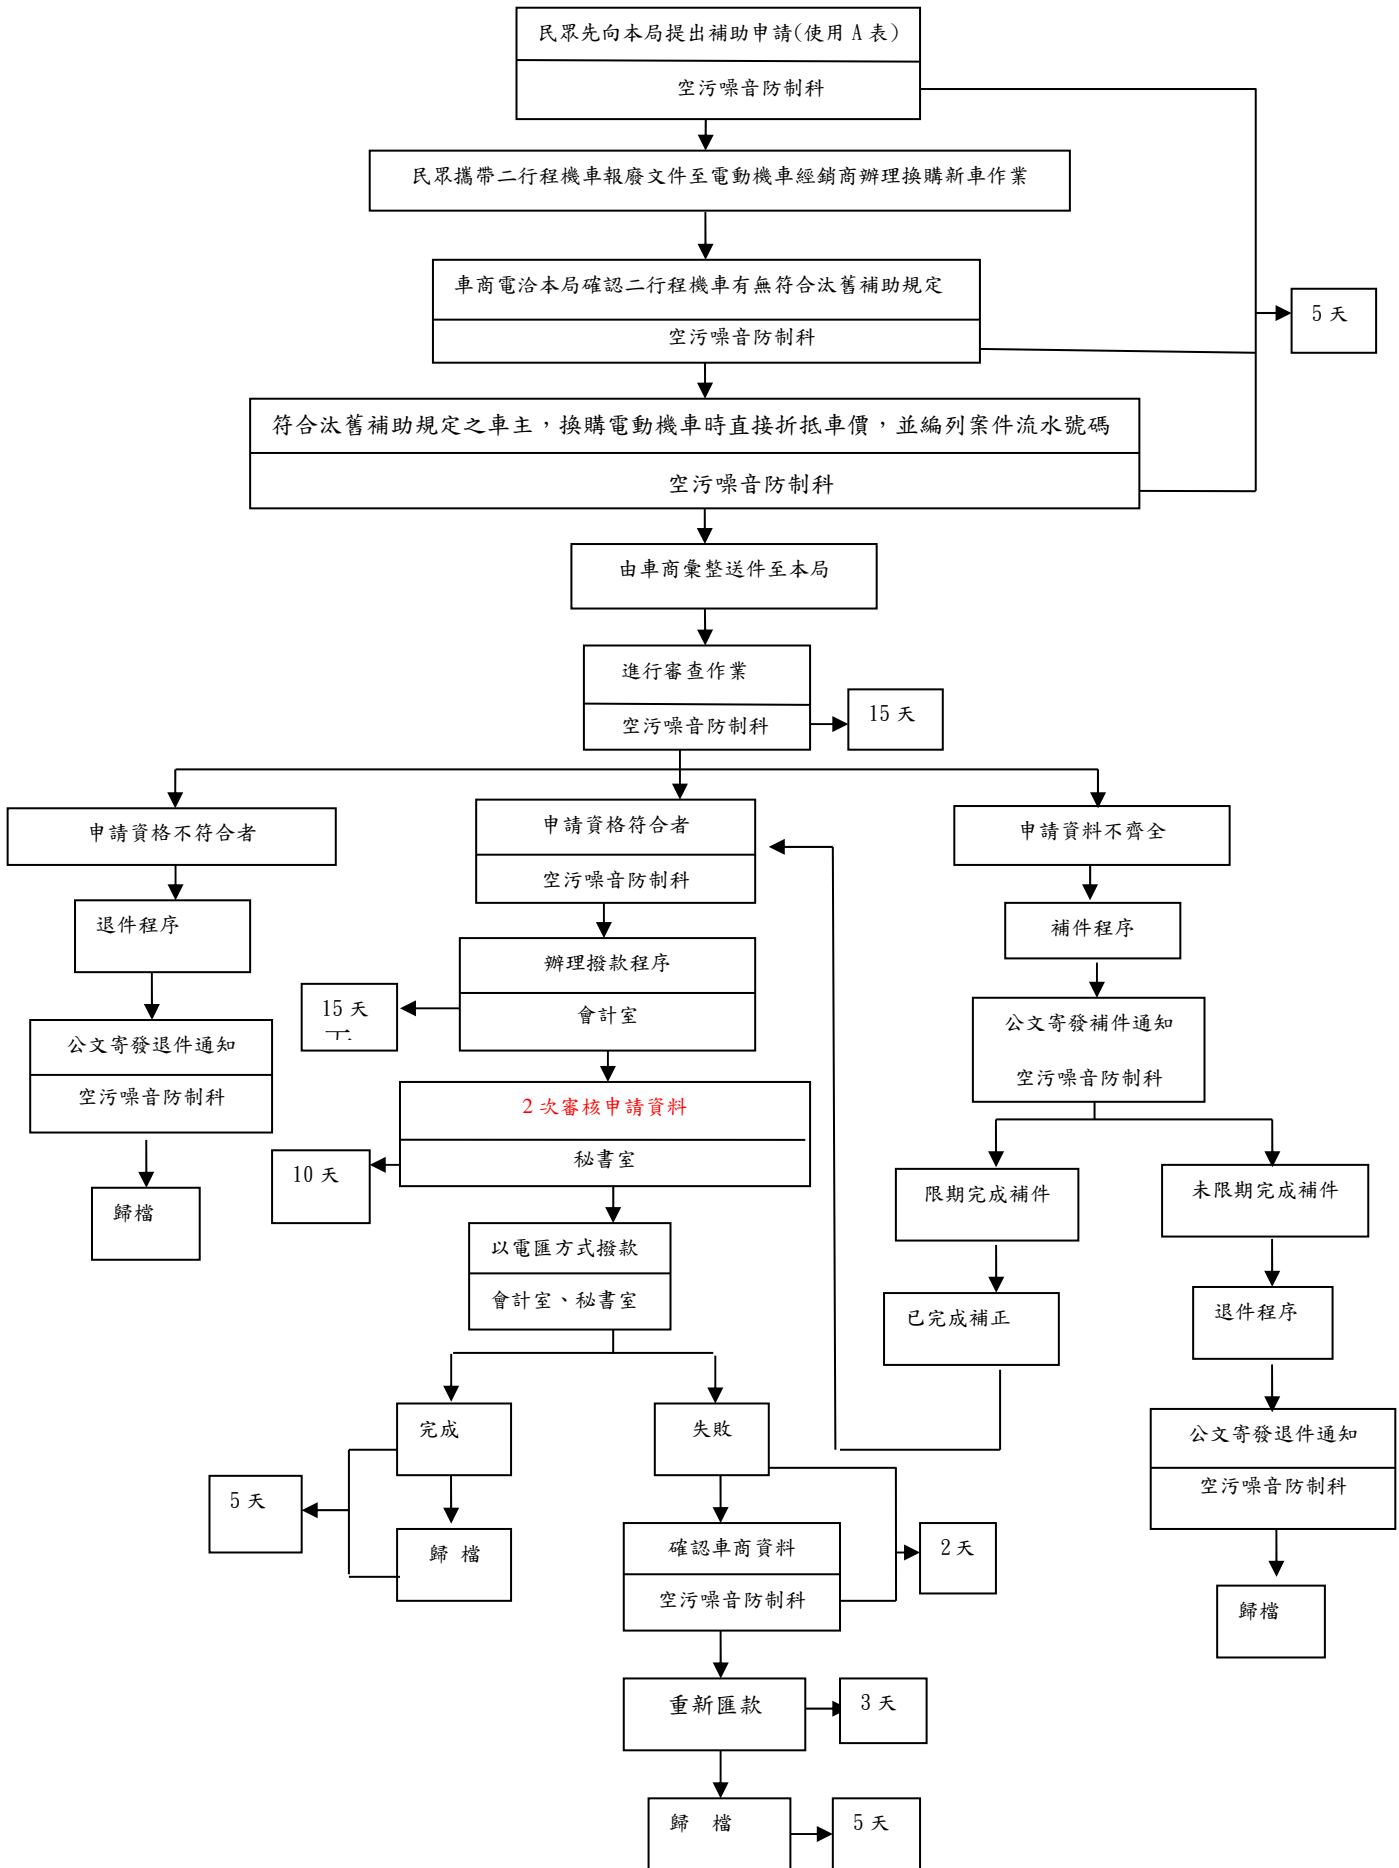 民眾先向本局提出補助申請(使用 A 表)
空污噪音防制科
民眾攜帶二行程機車報廢文件至電動機車經銷商辦理換購新車作業
車商電洽本局確認二行程機車有無符合汰舊補助規定
空污噪音防制科
5 天
符合汰舊補助規定之車主，換購電動機車時直接折抵車價，並編列案件流水號碼
空污噪音防制科
由車商彙整送件至本局
進行審查作業
空污噪音防制科
15 天
申請資格不符合者
退件程序
公文寄發退件通知
空污噪音防制科
歸檔
申請資格符合者
空污噪音防制科
辦理撥款程序
會計室
15 天
2 次審核申請資料
秘書室
10 天
以電匯方式撥款
會計室、秘書室
完成
歸 檔
5 天
失敗
確認車商資料
空污噪音防制科
2 天
重新匯款
3 天
歸 檔
5 天
申請資料不齊全
補件程序
公文寄發補件通知
空污噪音防制科
限期完成補件
已完成補正
未限期完成補件
退件程序
公文寄發退件通知
空污噪音防制科
歸檔